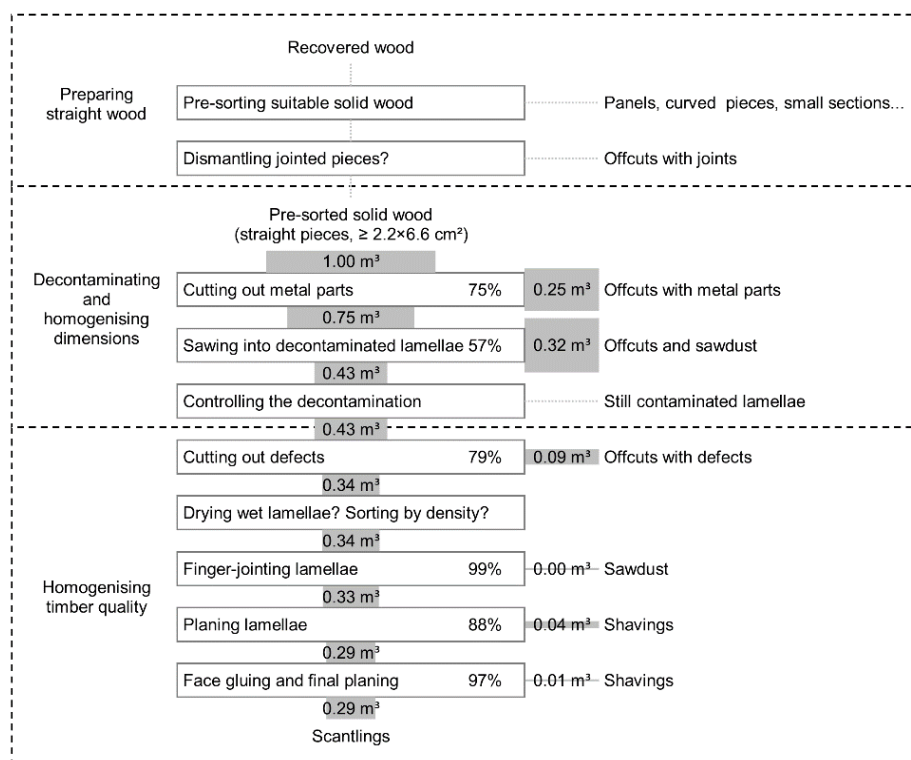 Recovered wood
Preparing
straight wood
Pre-sorting suitable solid wood
Panels, curved pieces, small sections...
Dismantling jointed pieces?
Offcuts with joints
Pre-sorted solid wood
(straight pieces, ≥ 2.2×6.6 cm²)
1.00 m³
Decontaminating
and
homogenising
dimensions
Cutting out metal parts 75%
0.25 m³ Offcuts with metal parts
0.75 m³
Sawing into decontaminated lamellae 57%
0.32 m³ Offcuts and sawdust
0.43 m³
Controlling the decontamination
Still contaminated lamellae
0.43 m³
Homogenising
timber quality
Cutting out defects 79%
0.09 m³ Offcuts with defects
0.34 m³
Drying wet lamellae? Sorting by density?
0.34 m³
Finger-jointing lamellae 99%
0.00 m³ Sawdust
0.33 m³
Planing lamellae 88%
0.04 m³ Shavings
0.29 m³
Face gluing and final planing 97%
0.01 m³ Shavings
0.29 m³
Scantlings